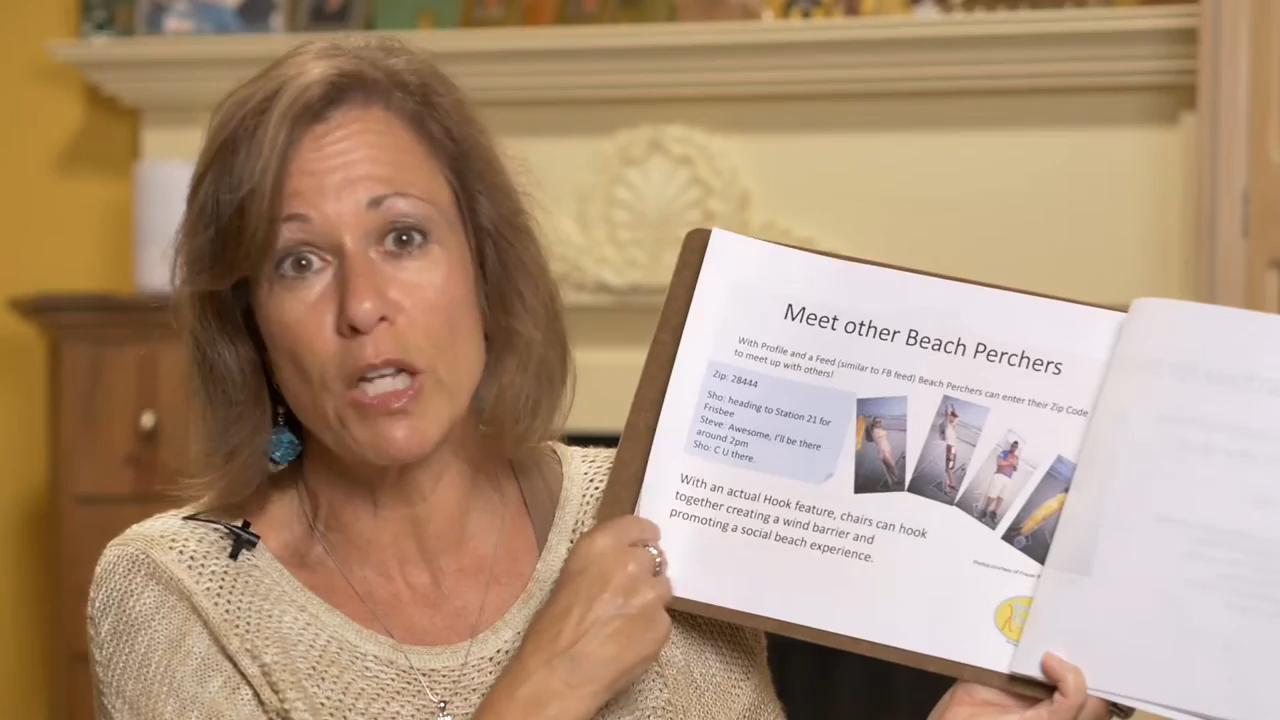 Meet other Beach Perchers
With Profile and a Feed (similar to FB feed) Beach Perchers can enter their Zip Code
to meet up with others!
Zip: 28444
Sho: heading to Station 21 for
Frisbee
Steve: Awesome, I'll be there
around 2pm
Sho: C U there.
With an actual Hook feature, chairs can hook
together creating a wind barrier and
promoting a social beach experience.